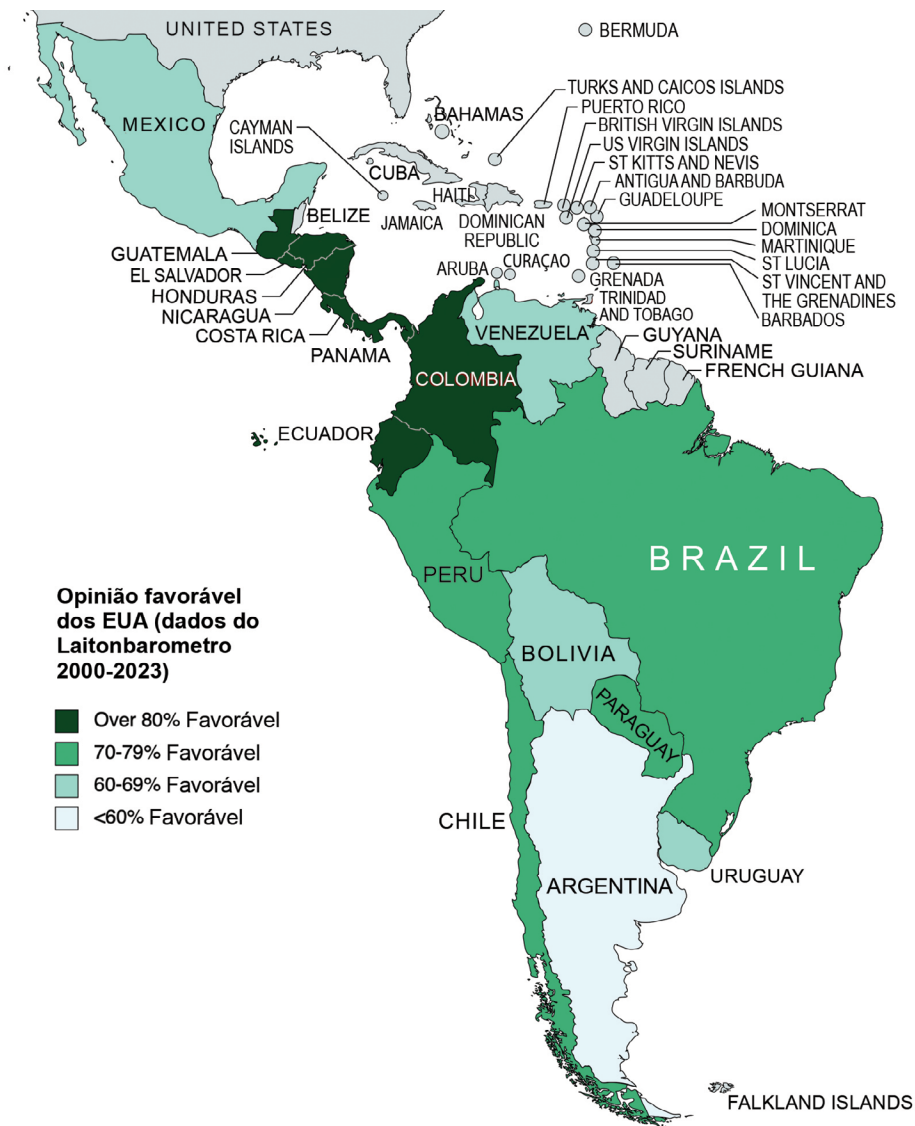 UNITED STATES
BERMUDA
TURKS AND CAICOS ISLANDS
PUERTO RICO
BAHAMAS
BRITISH VIRGIN ISLANDS
MEXICO
CAYMAN
ISLANDS
US VIRGIN ISLANDS
ST KITTS AND NEVIS
CUBA
ANTIGUA AND BARBUDA
HAITI
GUADELOUPE
BELIZE
JAMAICA
DOMINICAN
REPUBLIC
MONTSERRAT
DOMINICA
MARTINIQUE
ST LUCIA
GUATEMALA
EL SALVADOR
HONDURAS
NICARAGUA
COSTA RICA
PANAMA
ARUBA
CURAÇAO
GRENADA
ST VINCENT AND
THE GRENADINES
BARBADOS
TRINIDAD
AND TOBAGO
VENEZUELA
GUYANA
SURINAME
FRENCH GUIANA
COLOMBIA
ECUADOR
BRAZIL
PERU
Opinião favorável
dos EUA (dados do
Laitonbarometro
2000-2023)
BOLIVIA
PARAGUAY
Over 80% Favorável
70-79% Favorável
60-69% Favorável
<60% Favorável
CHILE
URUGUAY
ARGENTINA
FALKLAND ISLANDS